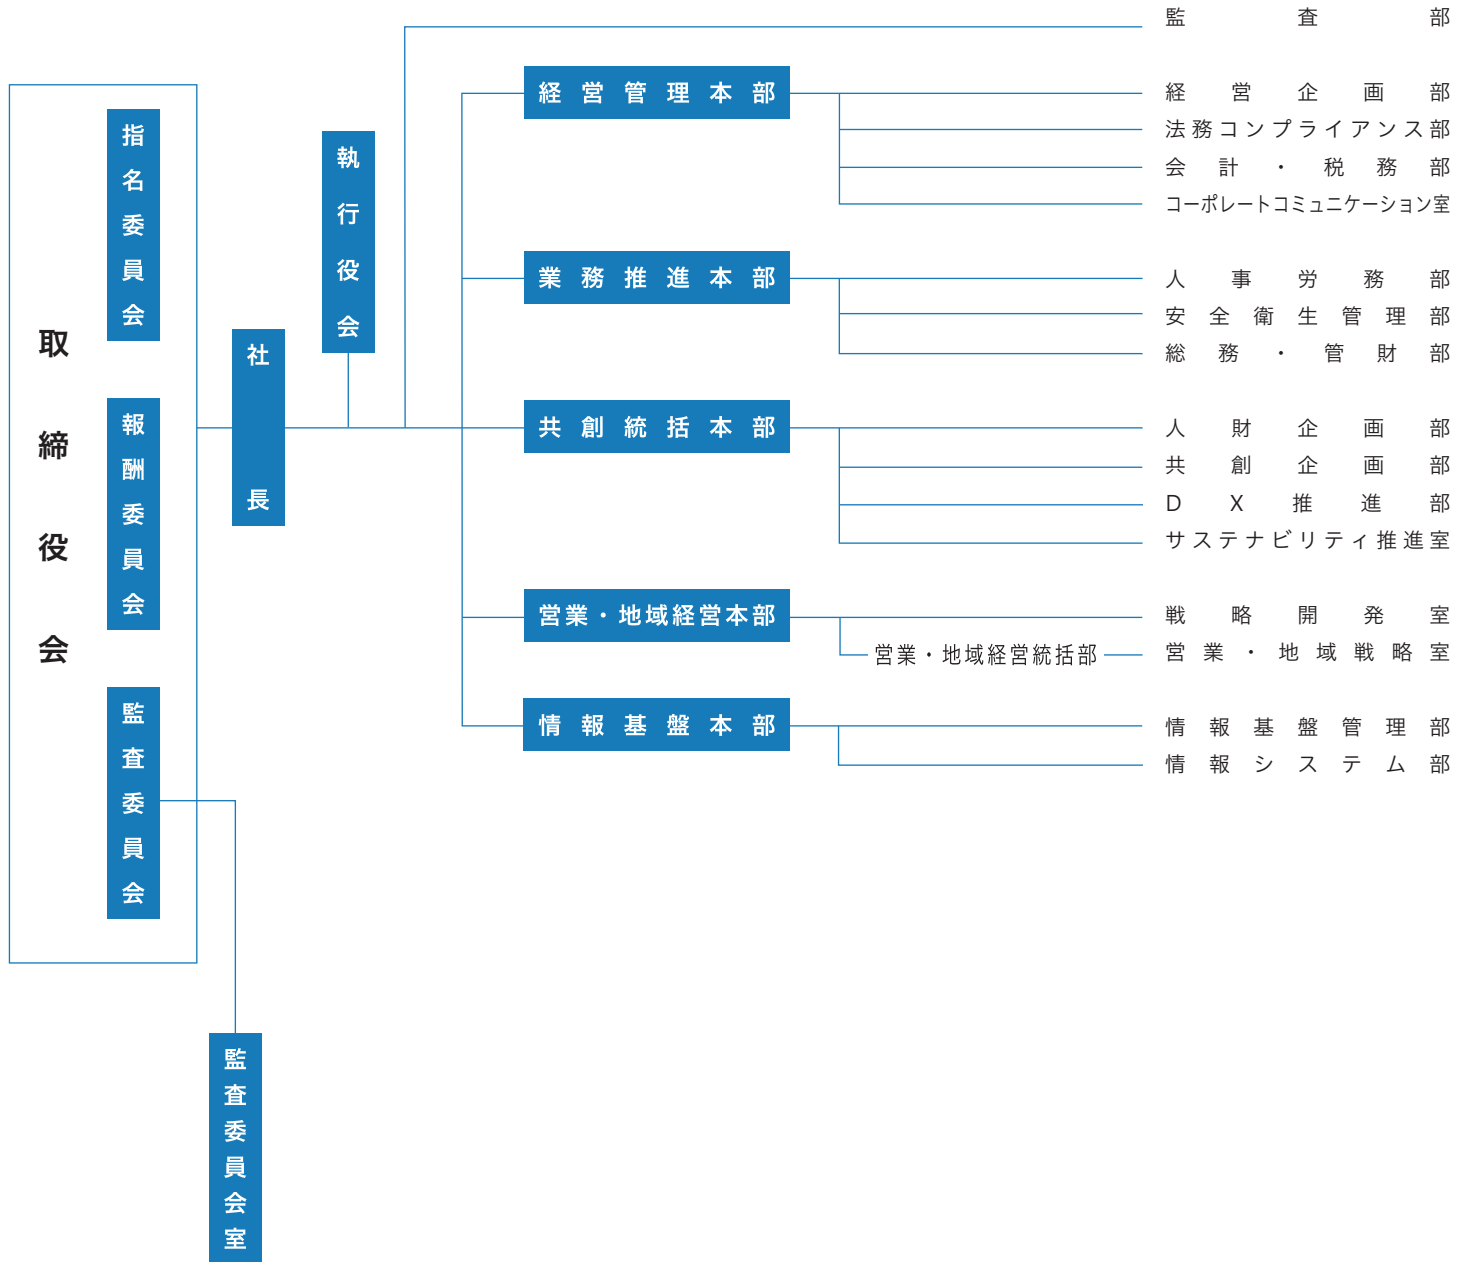 取締役会
指名委員会
報酬委員会
監査委員会
監査委員会室
社長
執行役会
監査部
経営管理本部
経営企画部
法務コンプライアンス部
会計・税務部
コーポレートコミュニケーション室
業務推進本部
人事労務部
安全衛生管理部
総務・管財部
共創統括本部
人財企画部
共創企画部
DX推進部
サステナビリティ推進室
営業・地域経営本部
戦略開発室
営業・地域経営統括部
営業・地域戦略室
情報基盤本部
情報基盤管理部
情報システム部